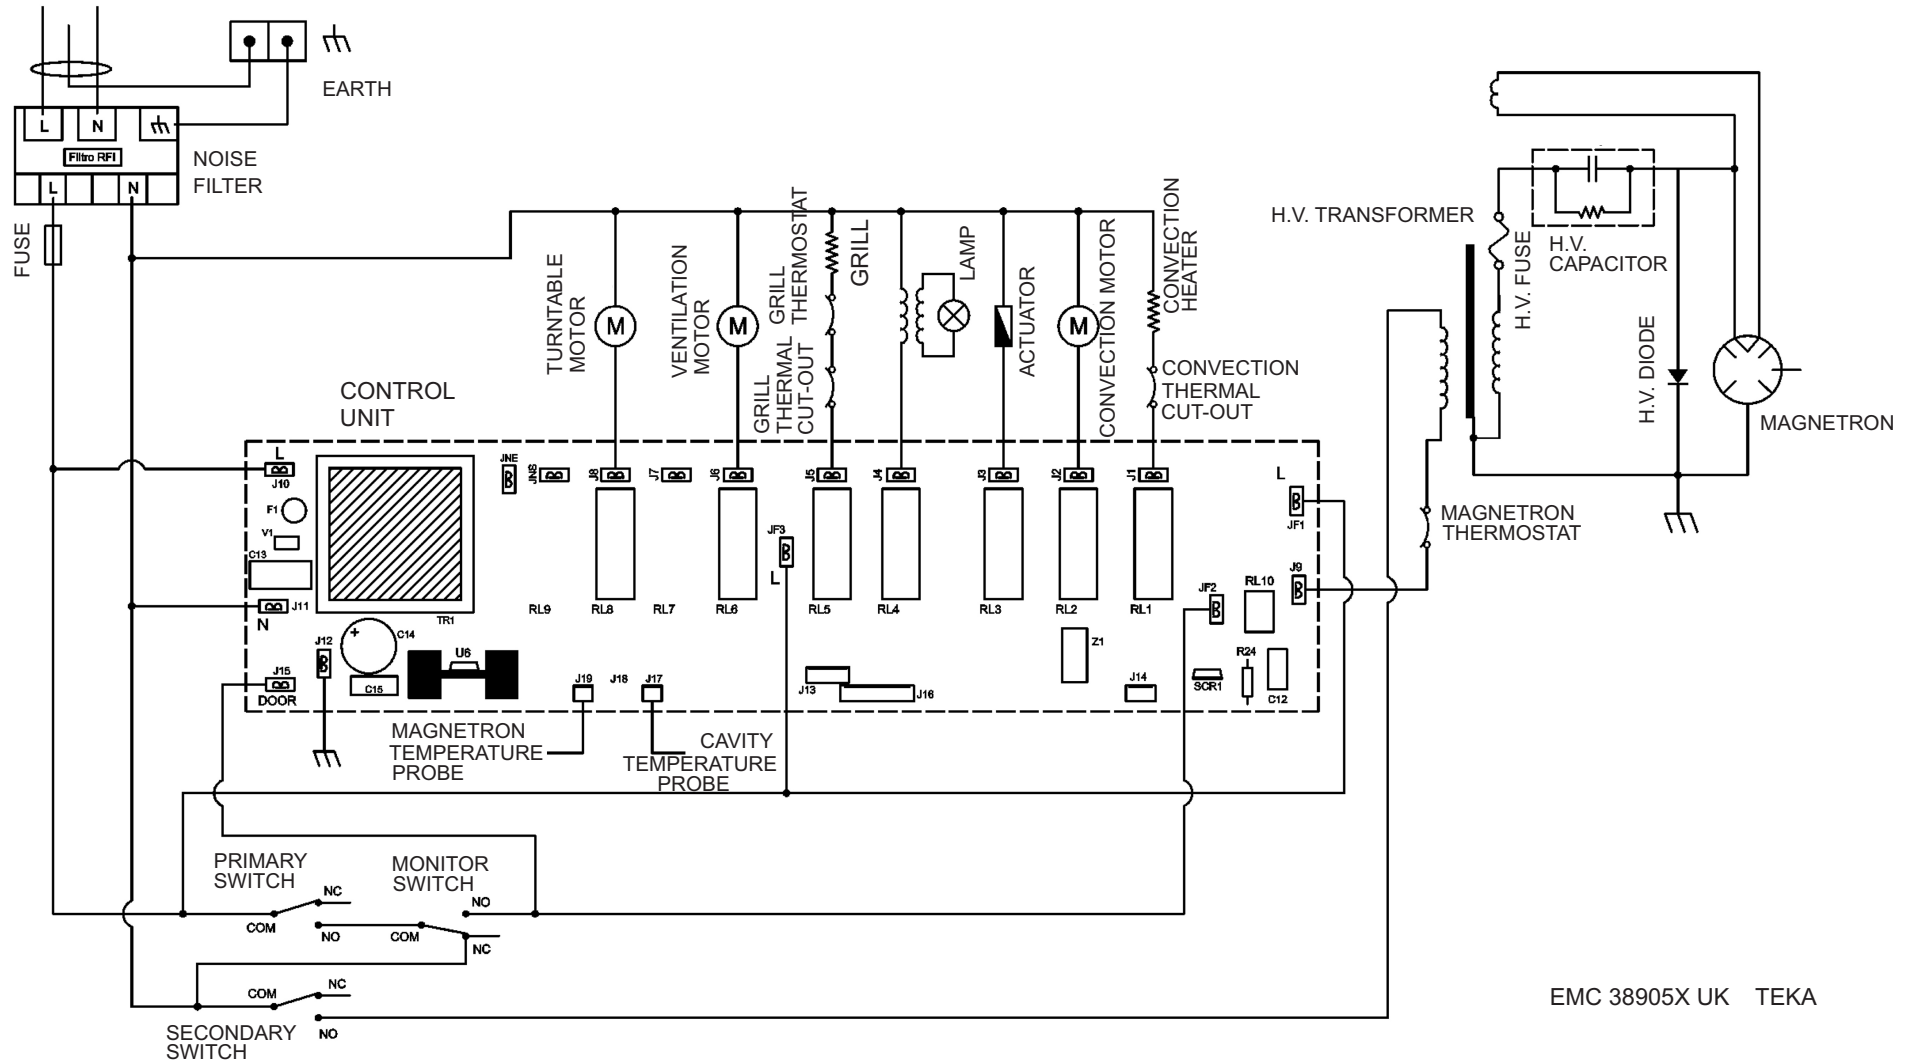 EARTH
L
N
Filtro RFI
L
N
NOISE
FILTER
FUSE
TURNTABLE
MOTOR
VENTILATION
MOTOR
GRILL
THERMOSTAT
GRILL
THERMAL
CUT-OUT
GRILL
LAMP
ACTUATOR
CONVECTION MOTOR
CONVECTION
HEATER
CONVECTION
THERMAL
CUT-OUT
H.V. TRANSFORMER
H.V. FUSE
H.V.
CAPACITOR
H.V. DIODE
MAGNETRON
MAGNETRON
THERMOSTAT
CONTROL
UNIT
L
J10
F1
V1
C13
J11
N
TR1
JNE
JNS
J8
J7
J6
J5
J4
J3
J2
J1
L
JF1
JF3
L
J9
RL10
JF2
RL9
RL8
RL7
RL6
RL5
RL4
RL3
RL2
RL1
J12
C14
C15
U6
J15
DOOR
J19
J18
J17
J13
J16
Z1
J14
SCR1
R24
C12
MAGNETRON
TEMPERATURE
PROBE
CAVITY
TEMPERATURE
PROBE
PRIMARY
SWITCH
NC
COM
NO
MONITOR
SWITCH
NO
COM
NC
COM
NC
NO
SECONDARY
SWITCH
EMC 38905X UK TEKA